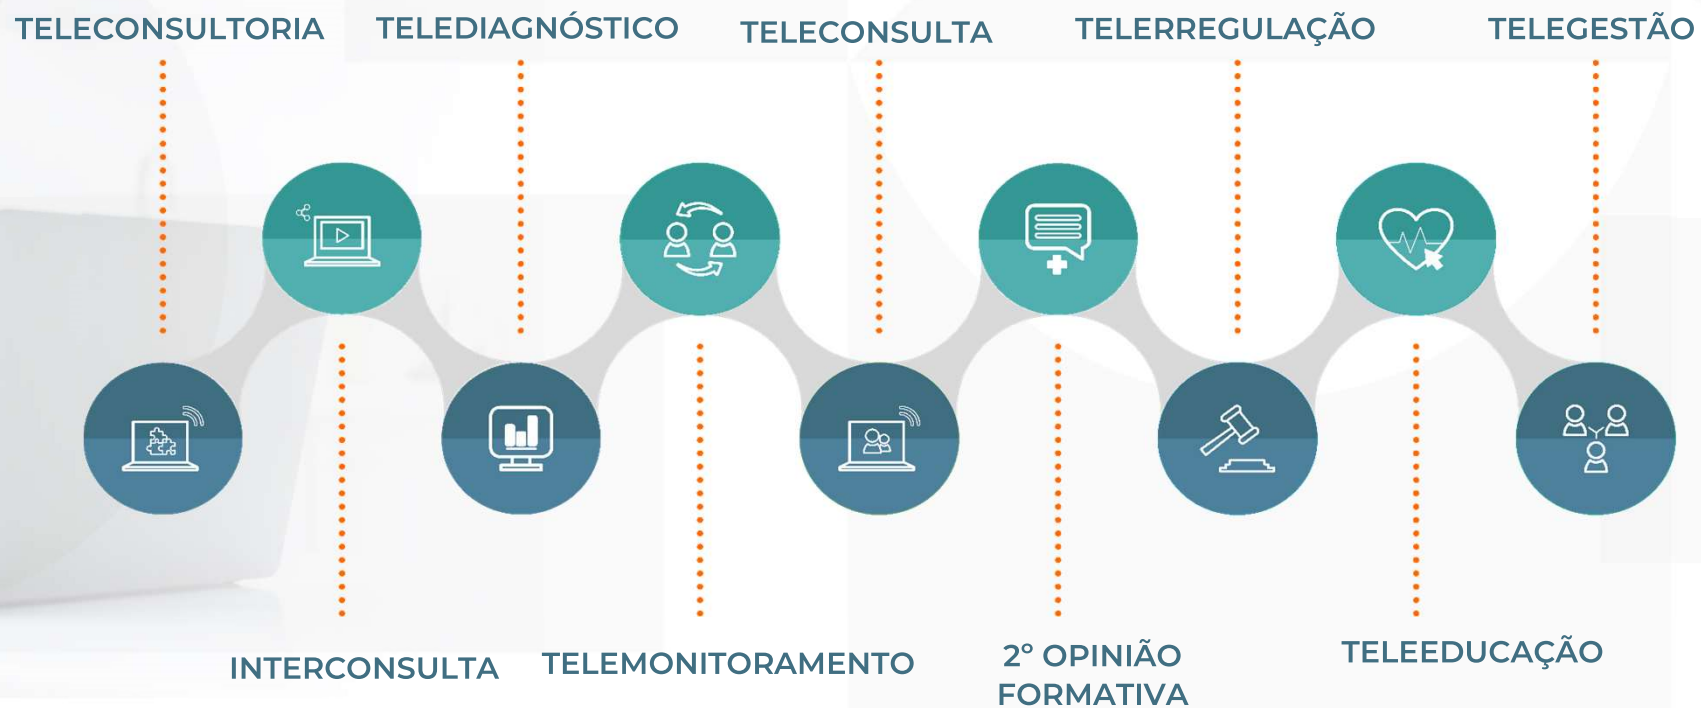 TELECONSULTORIA
TELEDIAGNÓSTICO
TELECONSULTA
TELERREGULAÇÃO
TELEGESTÃO
INTERCONSULTA
TELEMONITORAMENTO
2º OPINIÃO
FORMATIVA
TELEEDUCAÇÃO